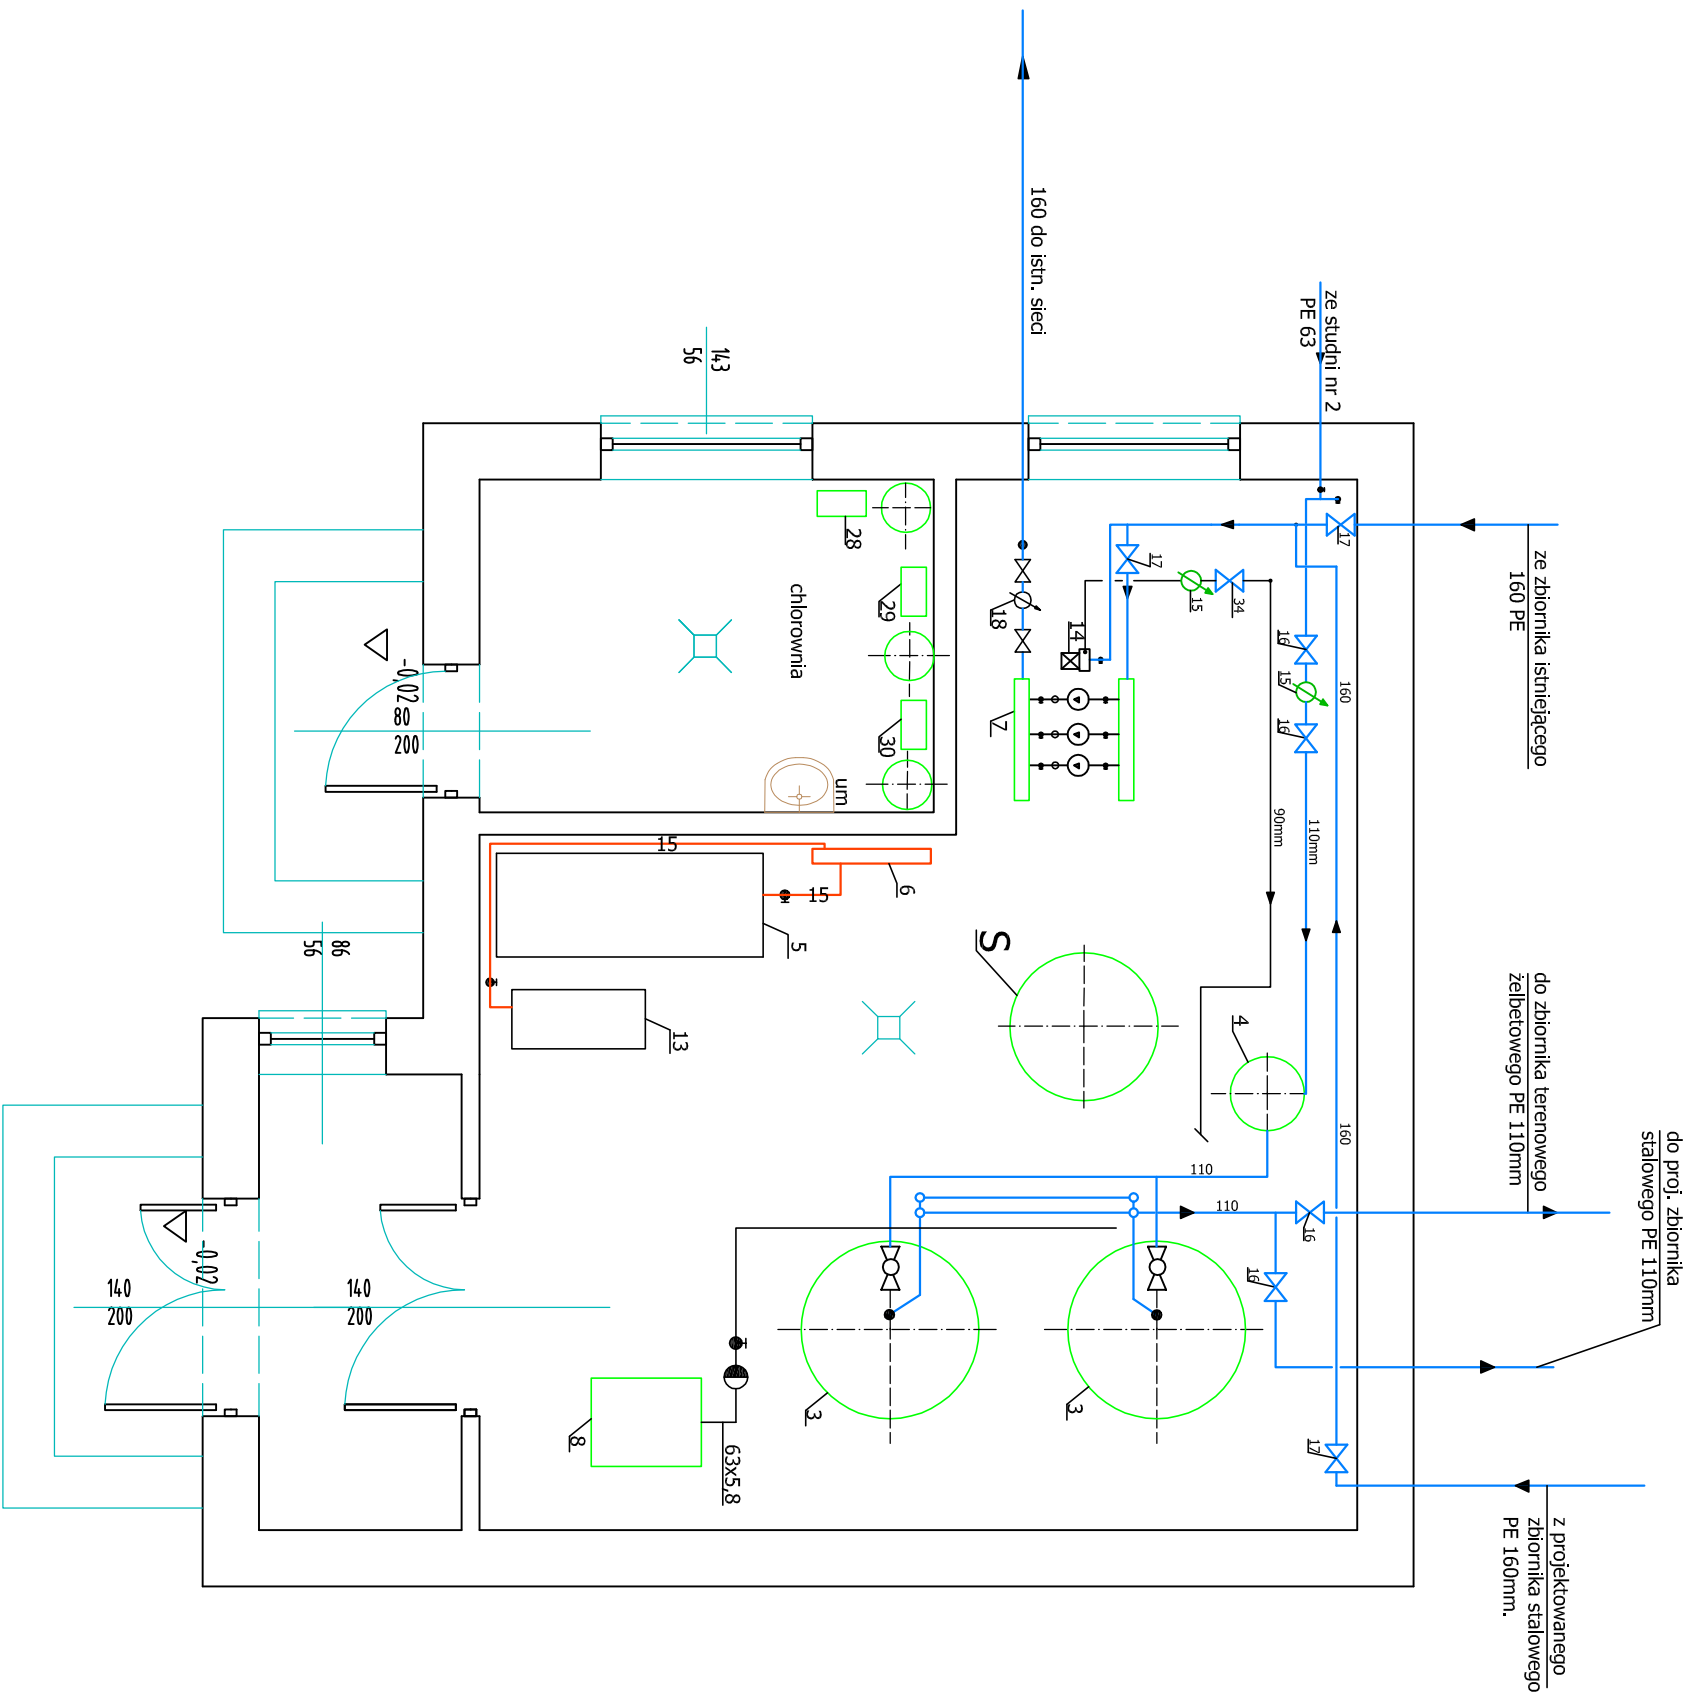 160 do istn. sieci
ze studni nr 2
PE 63
ze zbiornika istniejącego
160 PE
143
56
28
29
30
chlorownia
um
-0,02
80
200
18
14
7
17
17
15
34
16
15
16
160
90mm
110mm
15
15
6
5
13
S
4
86
56
do zbiornika terenowego
żelbetowego PE 110mm
do proj. zbiornika
stalowego PE 110mm
160
110
110
16
16
17
3
3
8
63x5,8
-0,02
140
200
140
200
z projektowanego
zbiornika stalowego
PE 160mm.